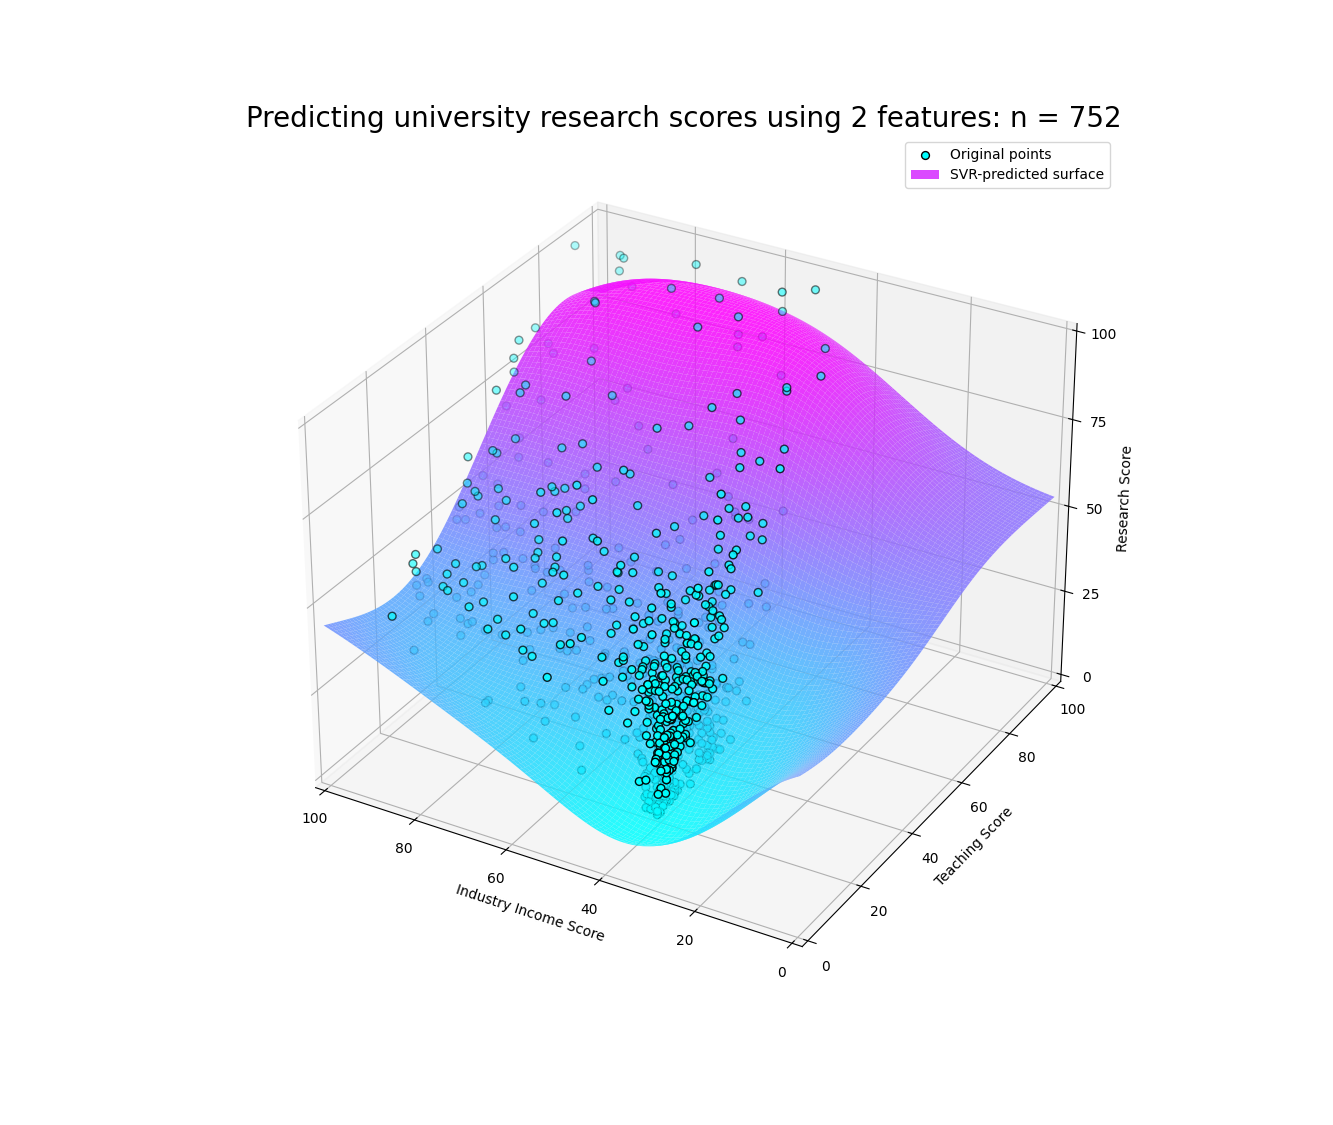 Predicting university research scores using 2 features: n = 752
Original points
SVR-predicted surface
100
75
50
25
0
Research Score
100
80
60
40
20
0
Teaching Score
100
80
60
40
20
0
Industry Income Score